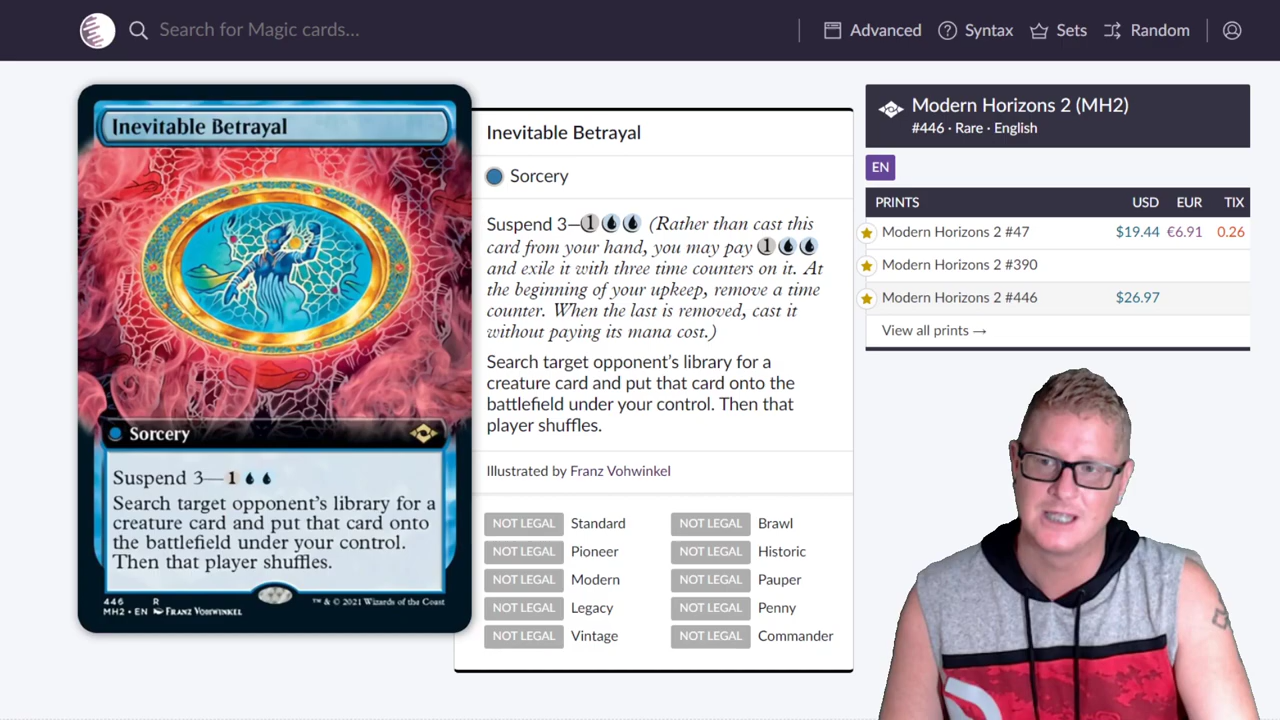 Search for Magic cards...
Advanced
Syntax
Sets
Random
Inevitable Betrayal
Sorcery
Suspend 3—1
Search target opponent's library for a
creature card and put that card onto
the battlefield under your control.
Then that player shuffles.
446 R
MH2 • EN Franz Vohwinkel
™ & © 2021 Wizards of the Coast
Inevitable Betrayal
Sorcery
Suspend 3—1 (Rather than cast this
card from your hand, you may pay 1
and exile it with three time counters on it. At
the beginning of your upkeep, remove a time
counter. When the last is removed, cast it
without paying its mana cost.)
Search target opponent's library for a
creature card and put that card onto the
battlefield under your control. Then that
player shuffles.
Illustrated by Franz Vohwinkel
NOT LEGAL Standard NOT LEGAL Brawl
NOT LEGAL Pioneer NOT LEGAL Historic
NOT LEGAL Modern NOT LEGAL Pauper
NOT LEGAL Legacy NOT LEGAL Penny
NOT LEGAL Vintage NOT LEGAL Commander
Modern Horizons 2 (MH2)
#446 · Rare · English
EN
PRINTS USD EUR TIX
Modern Horizons 2 #47 $19.44 €6.91 0.26
Modern Horizons 2 #390
Modern Horizons 2 #446 $26.97
View all prints →